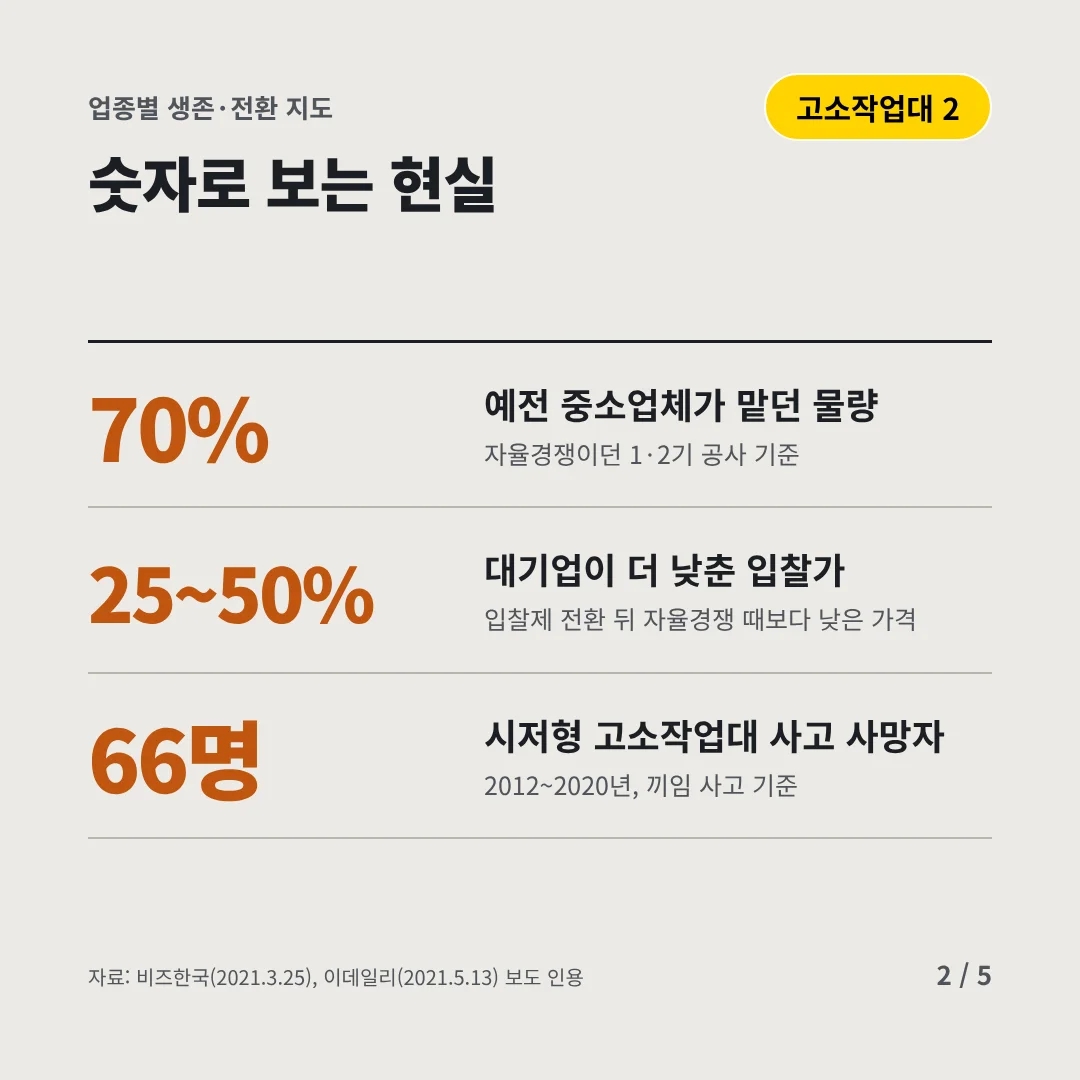 업종별 생존·전환 지도
고소작업대 2
숫자로 보는 현실
70%
예전 중소업체가 맡던 물량
자율경쟁이던 1·2기 공사 기준
25~50%
대기업이 더 낮춘 입찰가
입찰제 전환 뒤 자율경쟁 때보다 낮은 가격
66명
시저형 고소작업대 사고 사망자
2012~2020년, 끼임 사고 기준
자료: 비즈한국(2021.3.25), 이데일리(2021.5.13) 보도 인용
2 / 5